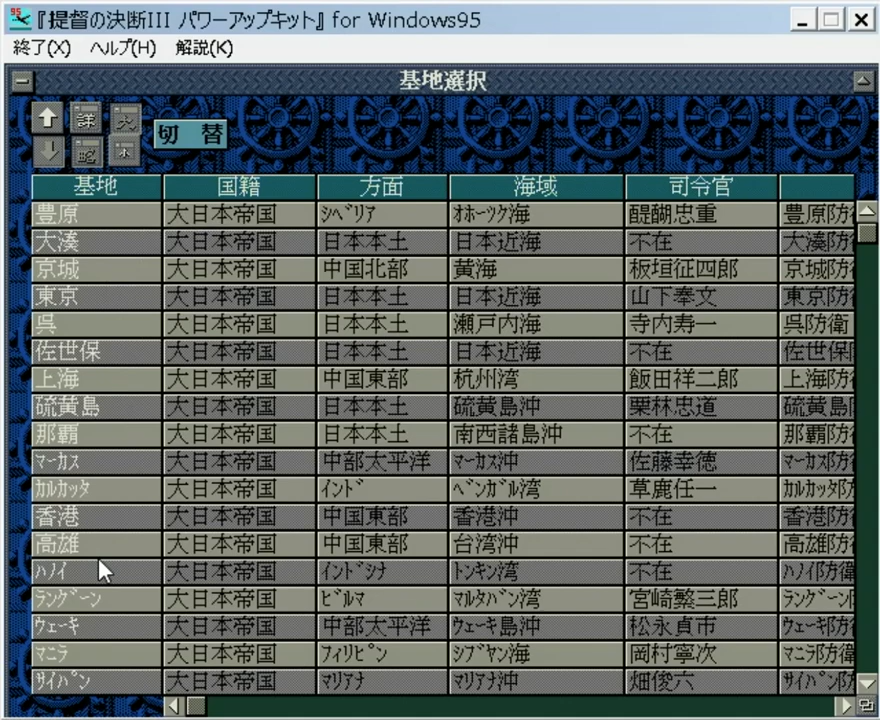 『提督の決断III パワーアップキット』 for Windows95
終了(X) ヘルプ(H) 解説(K)
基地選択
詳 大
略 本
切 替
基地 国籍 方面 海域 司令官
豊原 大日本帝国 ｼﾍﾞﾘｱ ｵﾎｰﾂｸ海 醍醐忠重 豊原防衛
大湊 大日本帝国 日本本土 日本近海 不在 大湊防衛
京城 大日本帝国 中国北部 黄海 板垣征四郎 京城防衛
東京 大日本帝国 日本本土 日本近海 山下奉文 東京防衛
呉 大日本帝国 日本本土 瀬戸内海 寺内寿一 呉防衛
佐世保 大日本帝国 日本本土 日本近海 不在 佐世保
上海 大日本帝国 中国東部 杭州湾 飯田祥二郎 上海防衛
硫黄島 大日本帝国 日本本土 硫黄島沖 栗林忠道 硫黄島
那覇 大日本帝国 日本本土 南西諸島沖 不在 那覇防衛
ﾏｰｶｽ 大日本帝国 中部太平洋 ﾏｰｶｽ沖 佐藤幸徳 ﾏｰｶｽ防衛
ｶﾙｶｯﾀ 大日本帝国 ｲﾝﾄﾞ ﾍﾞﾝｶﾞﾙ湾 草鹿任一 ｶﾙｶｯﾀ防
香港 大日本帝国 中国東部 香港沖 不在 香港防衛
高雄 大日本帝国 中国東部 台湾沖 不在 高雄防衛
ﾊﾉｲ 大日本帝国 ｲﾝﾄﾞｼﾅ ﾄﾝｷﾝ湾 不在 ﾊﾉｲ防衛
ﾗﾝｸﾞｰﾝ 大日本帝国 ﾋﾞﾙﾏ ﾏﾙﾀﾊﾞﾝ湾 宮崎繁三郎 ﾗﾝｸﾞｰﾝ
ｳｪｰｷ 大日本帝国 中部太平洋 ｳｪｰｷ島沖 松永貞市 ｳｪｰｷ防衛
ﾏﾆﾗ 大日本帝国 ﾌｨﾘﾋﾟﾝ ｼﾌﾞﾔﾝ海 岡村寧次 ﾏﾆﾗ防衛
ｻｲﾊﾟﾝ 大日本帝国 ﾏﾘｱﾅ ﾏﾘｱﾅ沖 畑俊六 ｻｲﾊﾟﾝ防